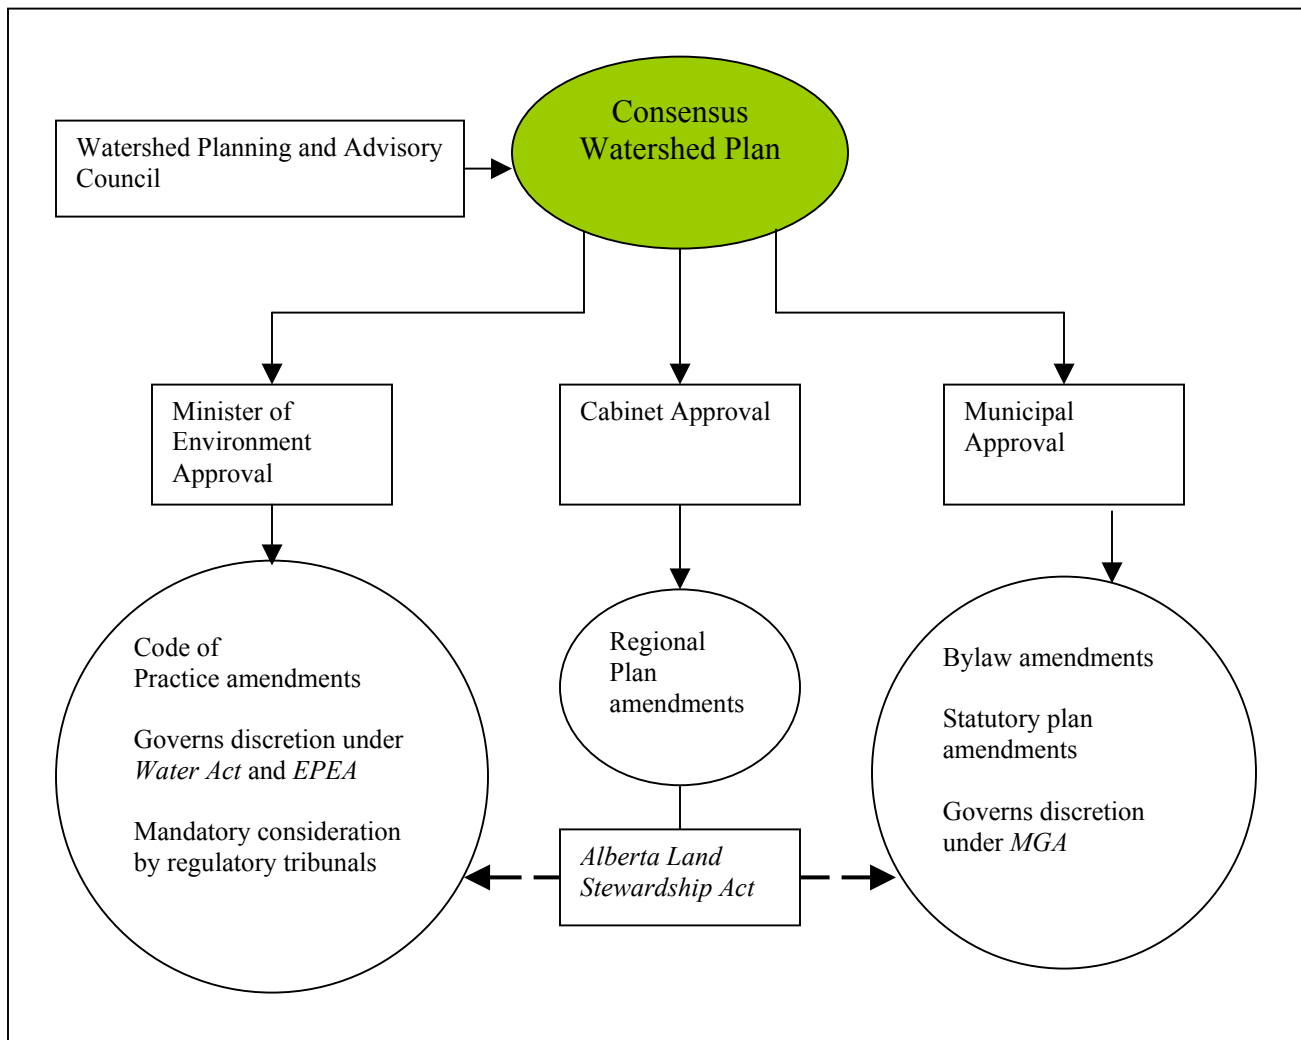 Consensus
Watershed Plan
Watershed Planning and Advisory
Council
Minister of
Environment
Approval
Cabinet Approval
Municipal
Approval
Code of
Practice amendments
Governs discretion under
Water Act and EPEA
Mandatory consideration
by regulatory tribunals
Regional
Plan
amendments
Bylaw amendments
Statutory plan
amendments
Governs discretion
under MGA
Alberta Land
Stewardship Act